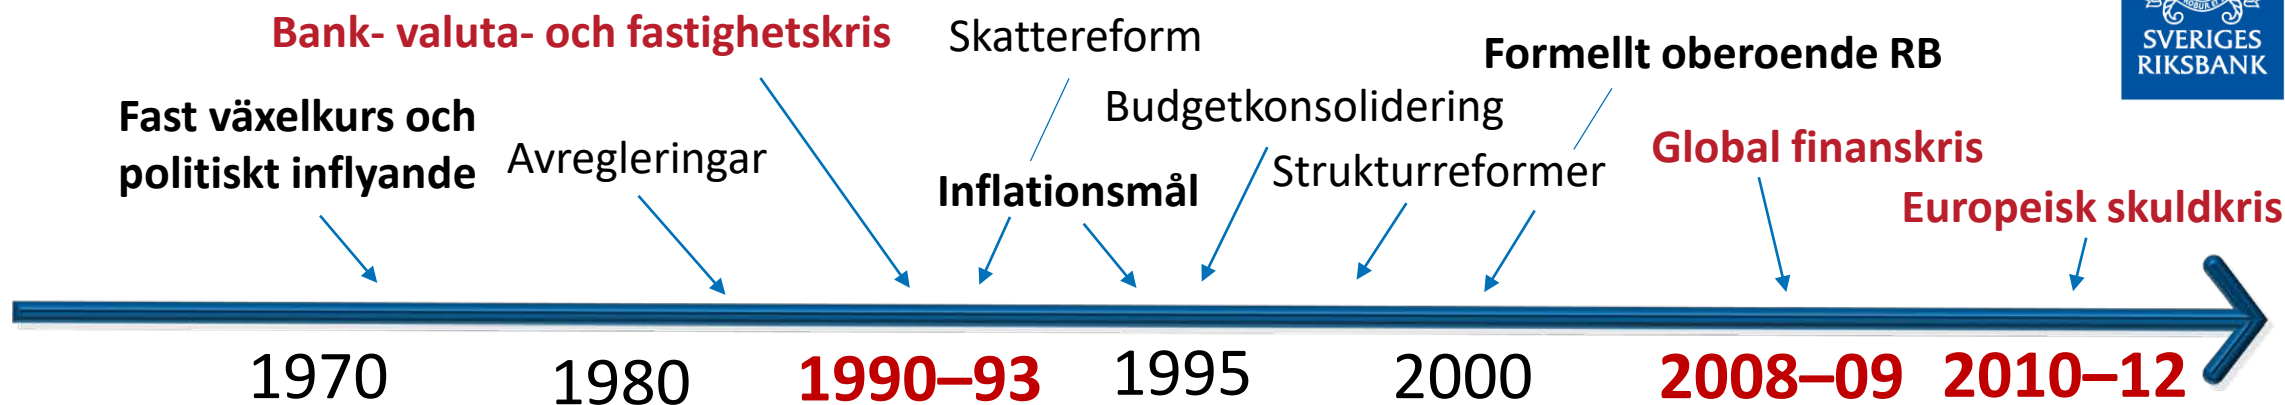 Bank- valuta- och fastighetskris
Skattereform
Formellt oberoende RB
SVERIGES
RIKSBANK
Fast växelkurs och
politiskt inflyande
Avregleringar
Budgetkonsolidering
Inflationsmål
Strukturreformer
Global finanskris
Europeisk skuldkris
1970
1980
1990–93
1995
2000
2008–09
2010–12